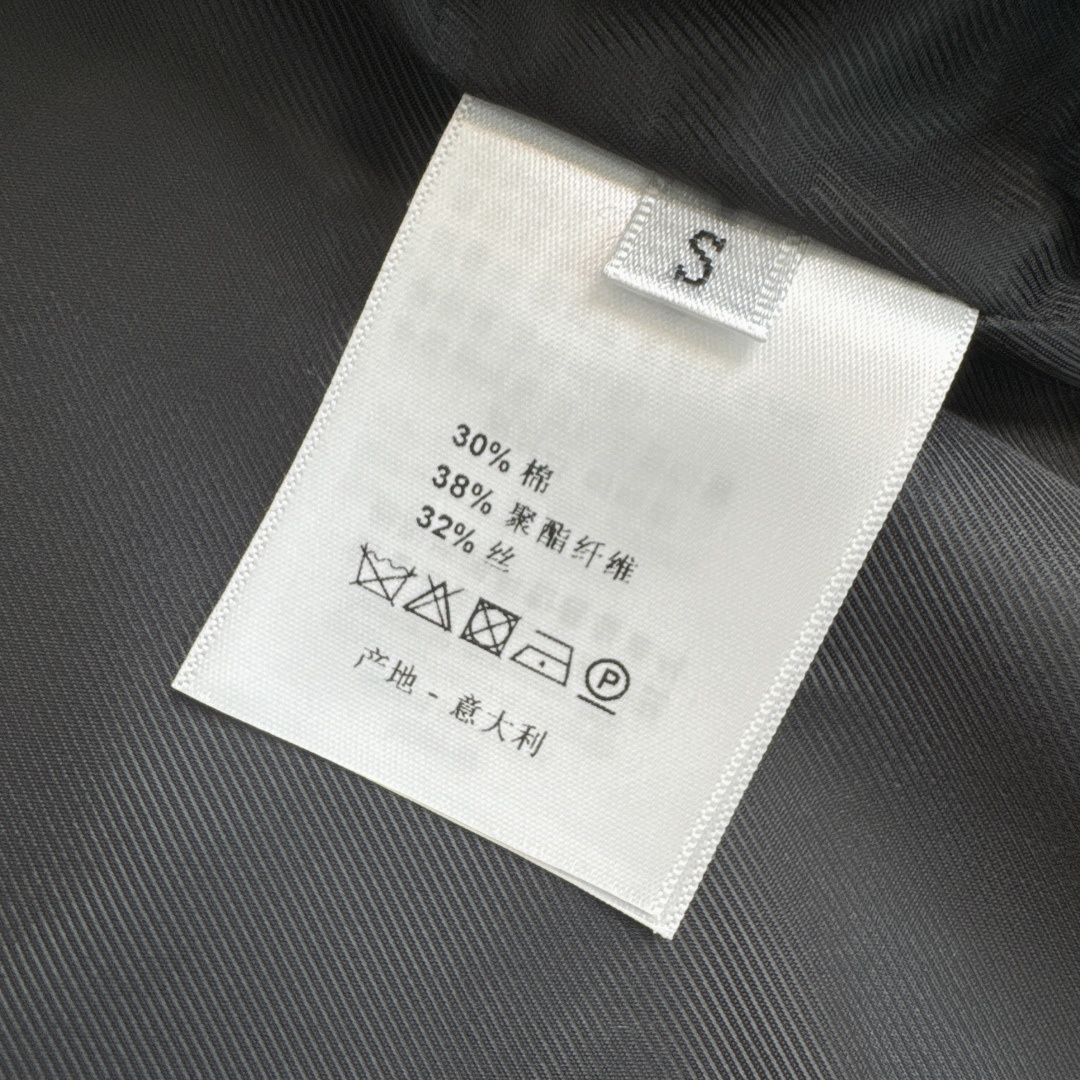 S
30% 棉
38% 聚酯纤维
32% 丝
P
产地 - 意大利